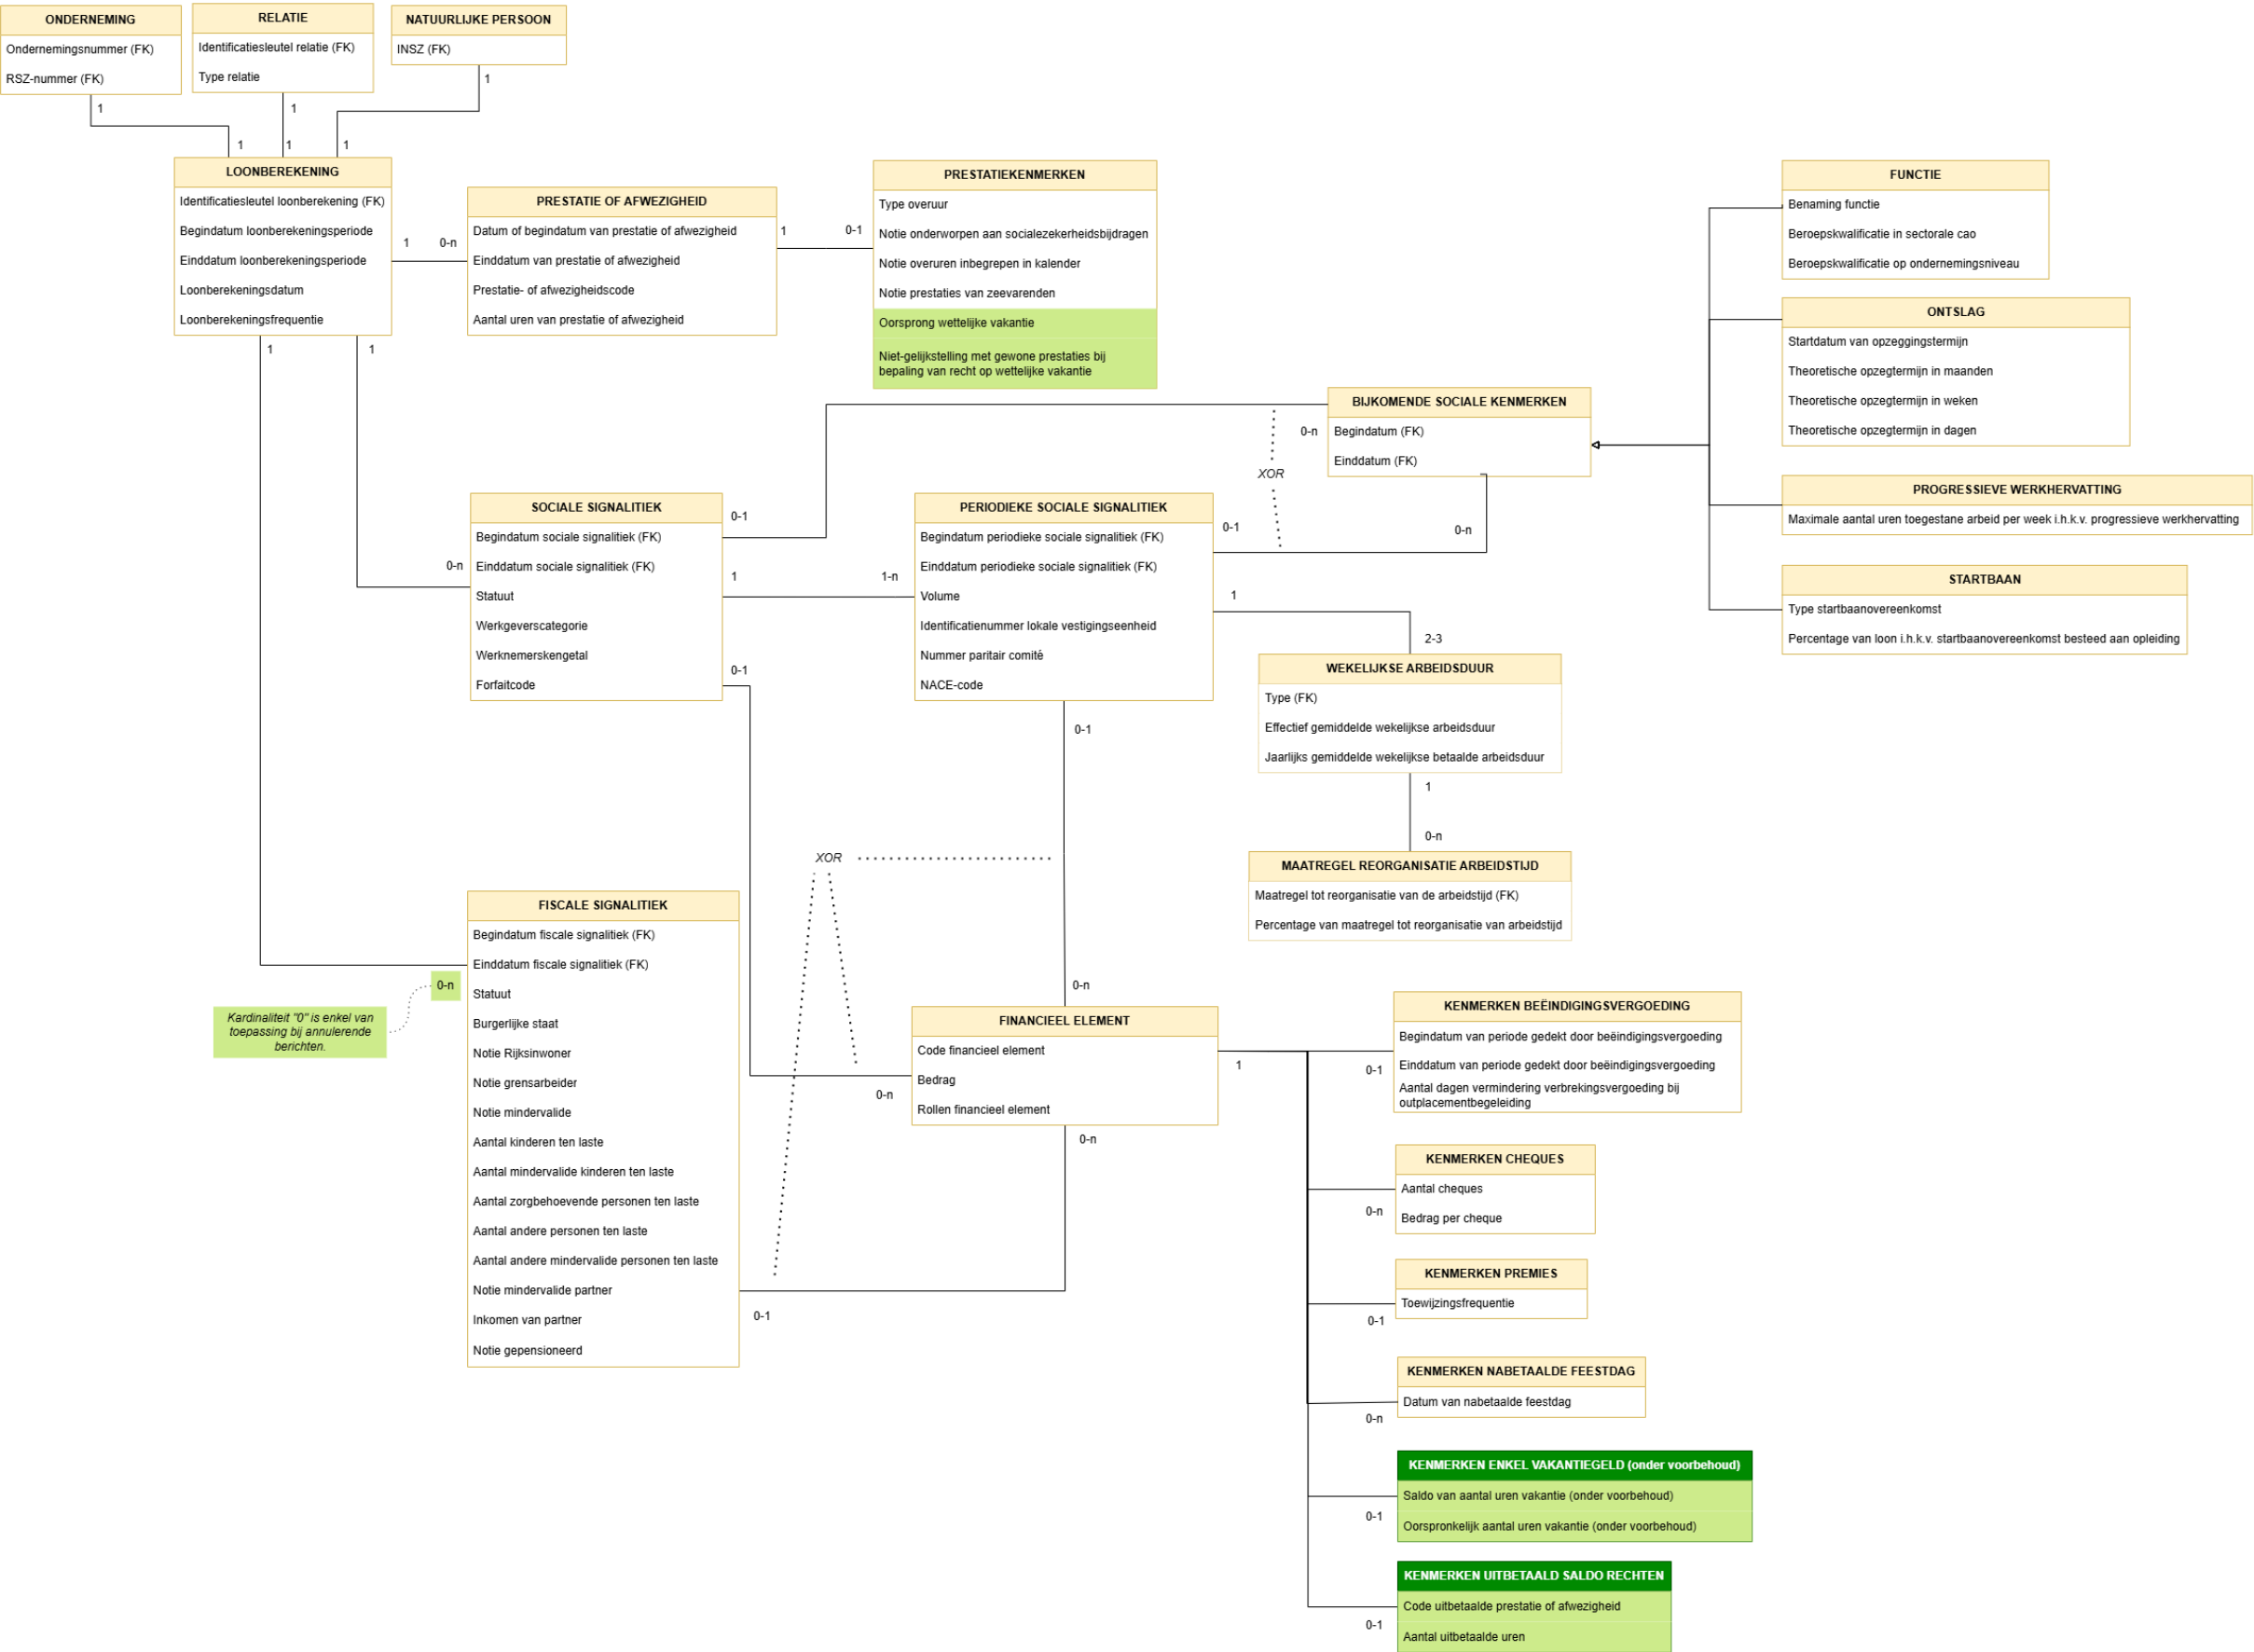 ONDERNEMING
Ondernemingsnummer (FK)
RSZ-nummer (FK)
1
1
RELATIE
Identificatiesleutel relatie (FK)
Type relatie
1
1
NATUURLIJKE PERSOON
INSZ (FK)
1
1
LOONBEREKENING
Identificatiesleutel loonberekening (FK)
Begindatum loonberekeningsperiode
Einddatum loonberekeningsperiode
Loonberekeningsdatum
Loonberekeningsfrequentie
1
0-n
1
1
PRESTATIE OF AFWEZIGHEID
Datum of begindatum van prestatie of afwezigheid
Einddatum van prestatie of afwezigheid
Prestatie- of afwezigheidscode
Aantal uren van prestatie of afwezigheid
1
0-1
PRESTATIEKENMERKEN
Type overuur
Notie onderworpen aan socialezekerheidsbijdragen
Notie overuren inbegrepen in kalender
Notie prestaties van zeevarenden
Oorsprong wettelijke vakantie
Niet-gelijkstelling met gewone prestaties bij
bepaling van recht op wettelijke vakantie
FUNCTIE
Benaming functie
Beroepskwalificatie in sectorale cao
Beroepskwalificatie op ondernemingsniveau
ONTSLAG
Startdatum van opzeggingstermijn
Theoretische opzegtermijn in maanden
Theoretische opzegtermijn in weken
Theoretische opzegtermijn in dagen
BIJKOMENDE SOCIALE KENMERKEN
Begindatum (FK)
Einddatum (FK)
0-n
XOR
0-n
PROGRESSIEVE WERKHERVATTING
Maximale aantal uren toegestane arbeid per week i.h.k.v. progressieve werkhervatting
STARTBAAN
Type startbaanovereenkomst
Percentage van loon i.h.k.v. startbaanovereenkomst besteed aan opleiding
SOCIALE SIGNALITIEK
Begindatum sociale signalitiek (FK)
Einddatum sociale signalitiek (FK)
Statuut
Werkgeverscategorie
Werknemerskengetal
Forfaitcode
0-n
0-1
1
1-n
0-1
PERIODIEKE SOCIALE SIGNALITIEK
Begindatum periodieke sociale signalitiek (FK)
Einddatum periodieke sociale signalitiek (FK)
Volume
Identificatienummer lokale vestigingseenheid
Nummer paritair comité
NACE-code
0-1
1
2-3
0-1
WEKELIJKSE ARBEIDSDUUR
Type (FK)
Effectief gemiddelde wekelijkse arbeidsduur
Jaarlijks gemiddelde wekelijkse betaalde arbeidsduur
1
0-n
MAATREGEL REORGANISATIE ARBEIDSTIJD
Maatregel tot reorganisatie van de arbeidstijd (FK)
Percentage van maatregel tot reorganisatie van arbeidstijd
XOR
FISCALE SIGNALITIEK
Begindatum fiscale signalitiek (FK)
Einddatum fiscale signalitiek (FK)
Statuut
Burgerlijke staat
Notie Rijksinwoner
Notie grensarbeider
Notie mindervalide
Aantal kinderen ten laste
Aantal mindervalide kinderen ten laste
Aantal zorgbehoevende personen ten laste
Aantal andere personen ten laste
Aantal andere mindervalide personen ten laste
Notie mindervalide partner
Inkomen van partner
Notie gepensioneerd
0-n
Kardinaliteit "0" is enkel van
toepassing bij annulerende
berichten.
0-1
0-n
0-n
FINANCIEEL ELEMENT
Code financieel element
Bedrag
Rollen financieel element
0-n
1
KENMERKEN BEËINDIGINGSVERGOEDING
Begindatum van periode gedekt door beëindigingsvergoeding
Einddatum van periode gedekt door beëindigingsvergoeding
Aantal dagen vermindering verbrekingsvergoeding bij
outplacementbegeleiding
0-1
KENMERKEN CHEQUES
Aantal cheques
Bedrag per cheque
0-n
KENMERKEN PREMIES
Toewijzingsfrequentie
0-1
KENMERKEN NABETAALDE FEESTDAG
Datum van nabetaalde feestdag
0-n
KENMERKEN ENKEL VAKANTIEGELD (onder voorbehoud)
Saldo van aantal uren vakantie (onder voorbehoud)
Oorspronkelijk aantal uren vakantie (onder voorbehoud)
0-1
KENMERKEN UITBETAALD SALDO RECHTEN
Code uitbetaalde prestatie of afwezigheid
Aantal uitbetaalde uren
0-1